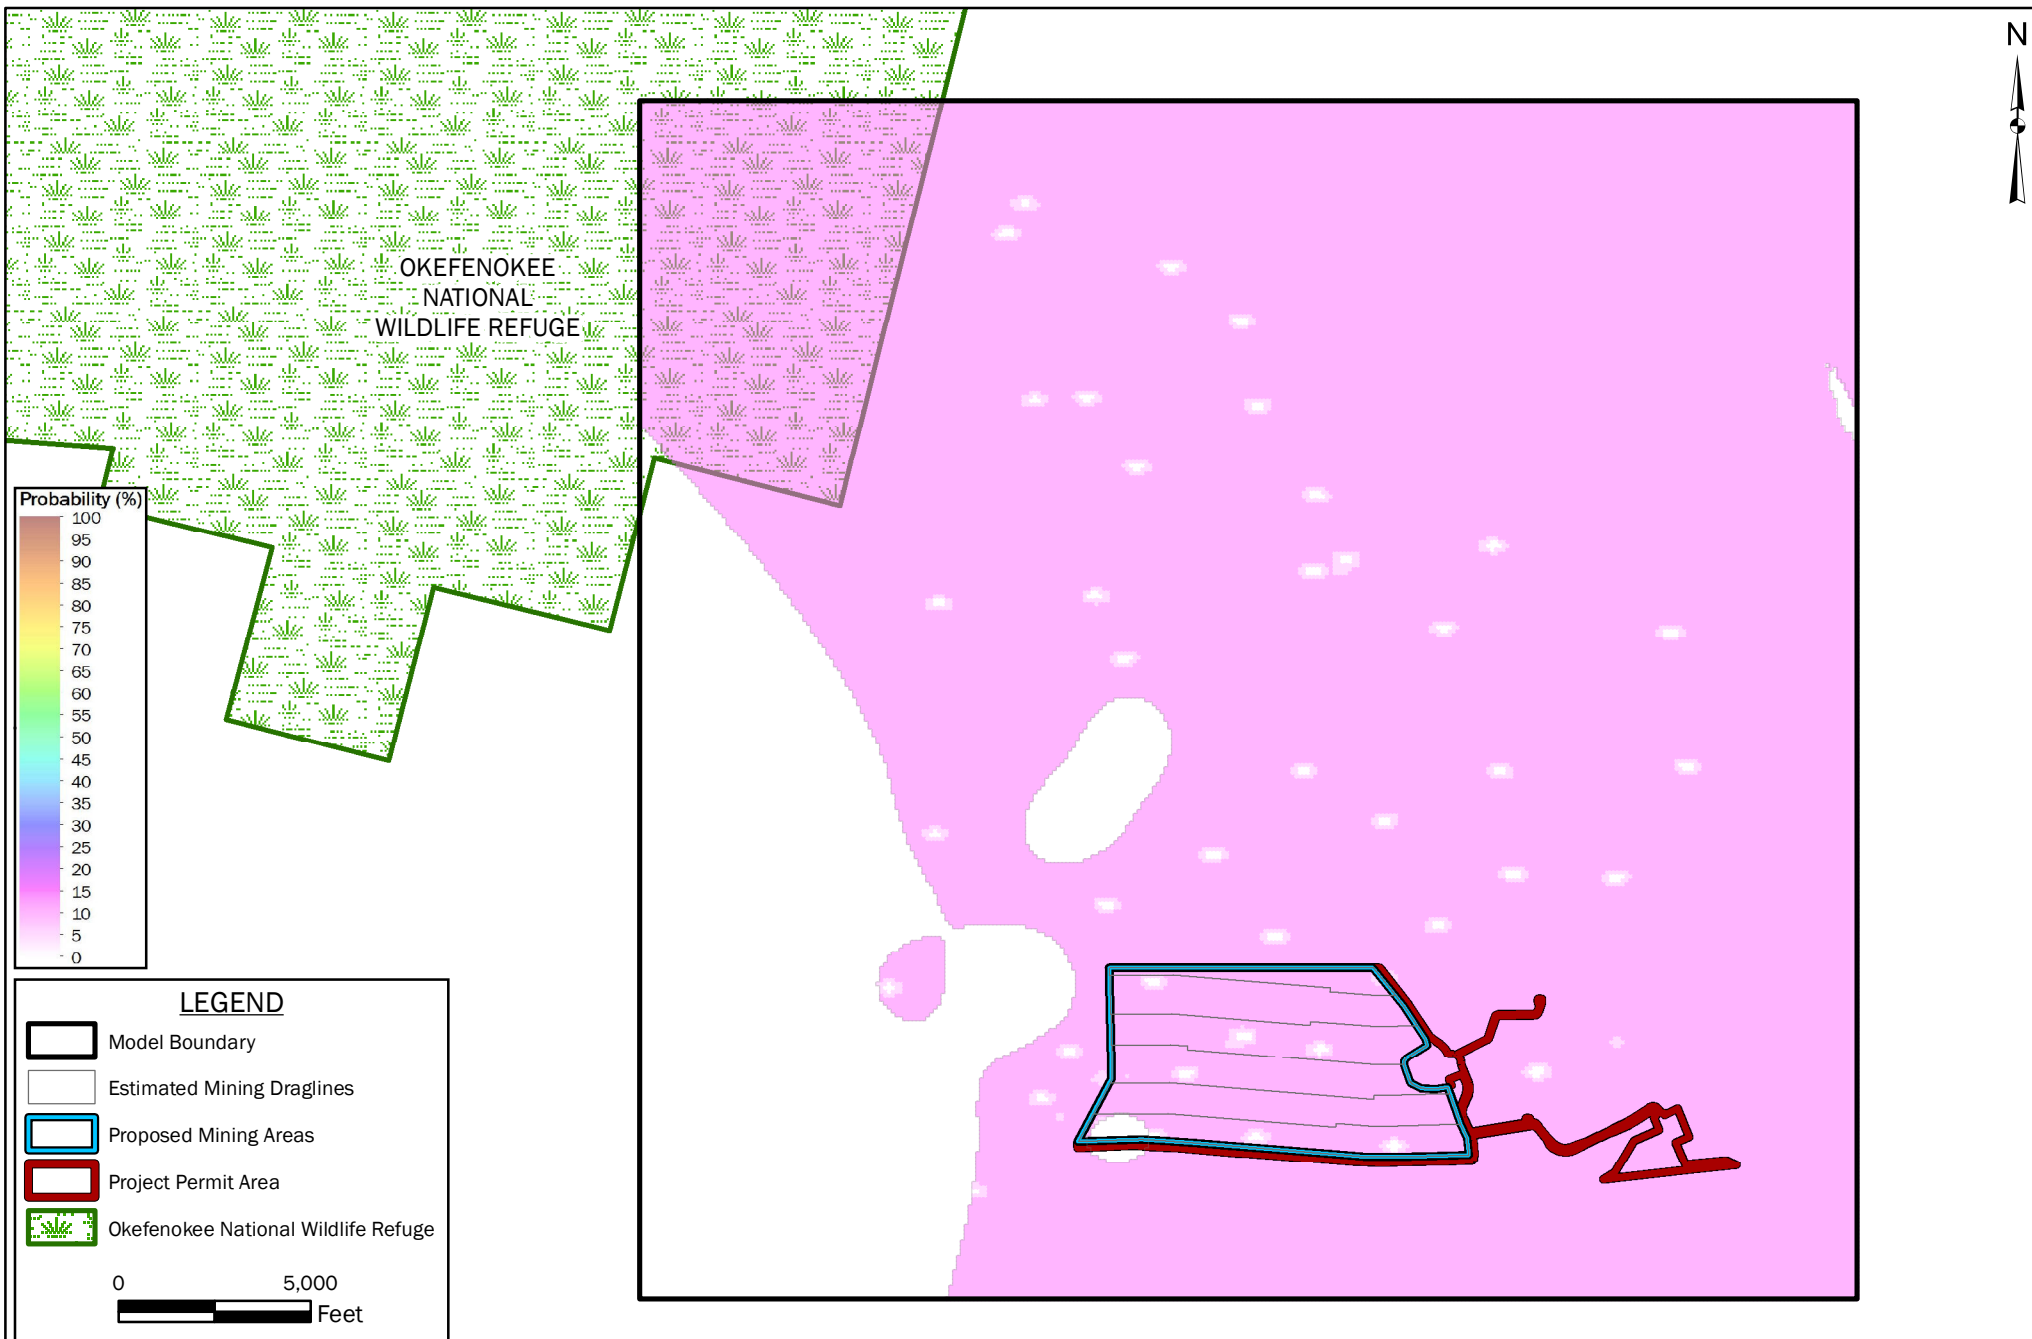 N
OKEFENOKEE
NATIONAL
WILDLIFE REFUGE
Probability (%)
100
95
90
85
80
75
70
65
60
55
50
45
40
35
30
25
20
15
10
5
0
LEGEND
Model Boundary
Estimated Mining Draglines
Proposed Mining Areas
Project Permit Area
Okefenokee National Wildlife Refuge
0 5,000
Feet